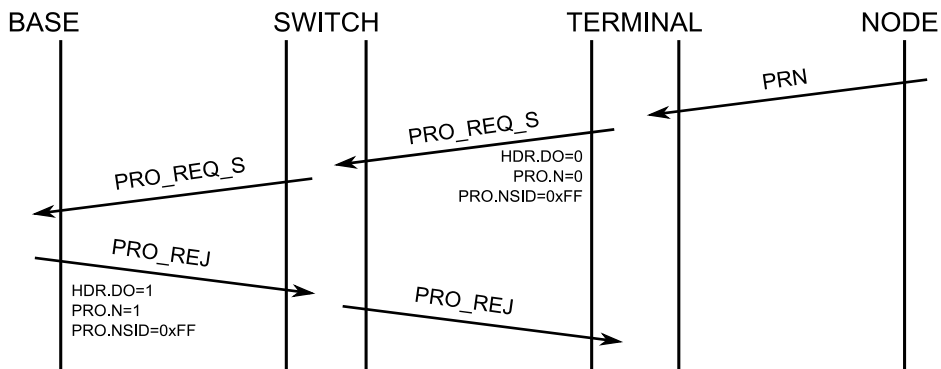 BASE
SWITCH
TERMINAL
NODE
PRN
PRO_REQ_S
HDR.DO=0
PRO.N=0
PRO.NSID=0xFF
PRO_REQ_S
PRO_REJ
HDR.DO=1
PRO.N=1
PRO.NSID=0xFF
PRO_REJ